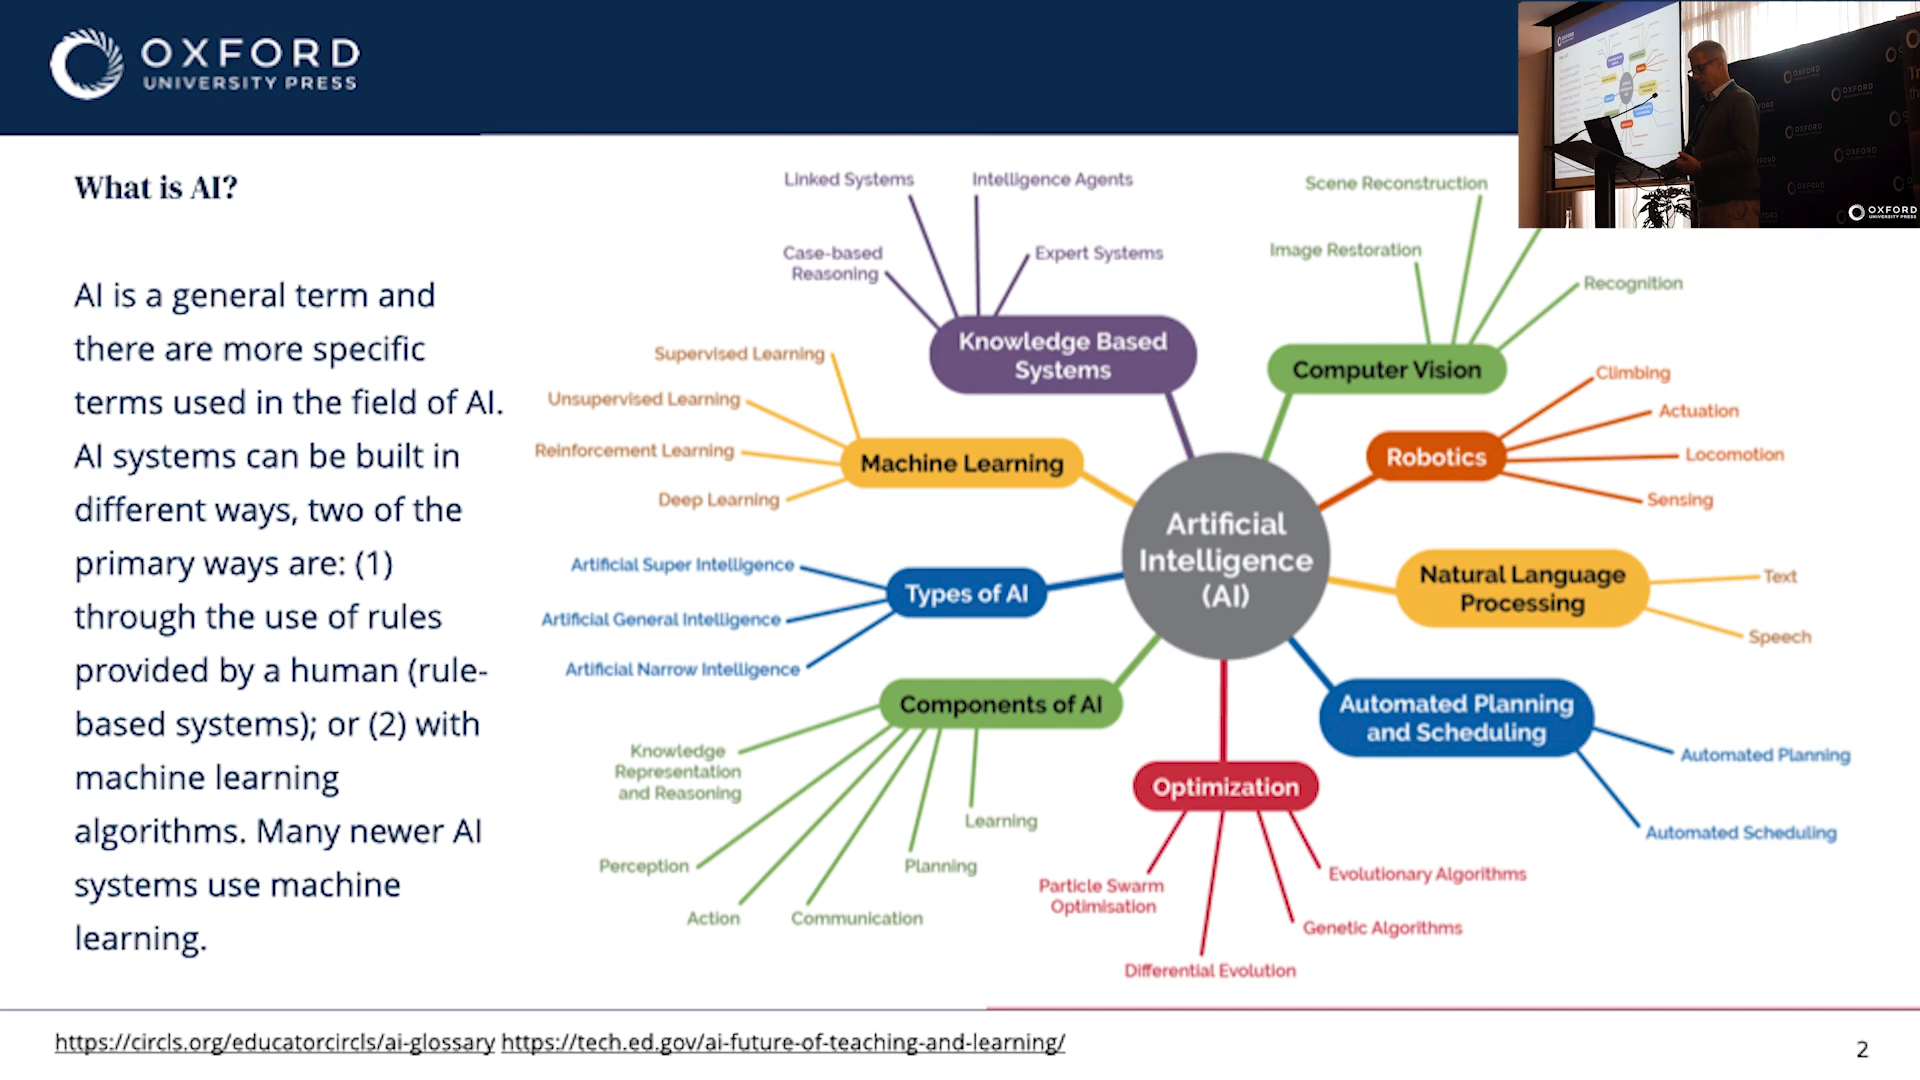 OXFORD
UNIVERSITY PRESS
What is AI?
AI is a general term and
there are more specific
terms used in the field of AI.
AI systems can be built in
different ways, two of the
primary ways are: (1)
through the use of rules
provided by a human (rule-
based systems); or (2) with
machine learning
algorithms. Many newer AI
systems use machine
learning.
Linked Systems
Intelligence Agents
Case-based
Reasoning
Expert Systems
Knowledge Based
Systems
Scene Reconstruction
Image Restoration
Recognition
Computer Vision
Supervised Learning
Unsupervised Learning
Reinforcement Learning
Deep Learning
Machine Learning
Climbing
Actuation
Locomotion
Sensing
Robotics
Artificial
Intelligence
(AI)
Artificial Super Intelligence
Artificial General Intelligence
Artificial Narrow Intelligence
Types of AI
Natural Language
Processing
Text
Speech
Components of AI
Knowledge
Representation
and Reasoning
Perception
Action
Communication
Planning
Learning
Automated Planning
and Scheduling
Automated Planning
Automated Scheduling
Optimization
Particle Swarm
Optimisation
Differential Evolution
Genetic Algorithms
Evolutionary Algorithms
https://circls.org/educatorcircls/ai-glossary https://tech.ed.gov/ai-future-of-teaching-and-learning/
2
OXFORD
OXFORD
OXFORD
OXFORD
OXFORD
OXFORD
UNIVERSITY PRESS